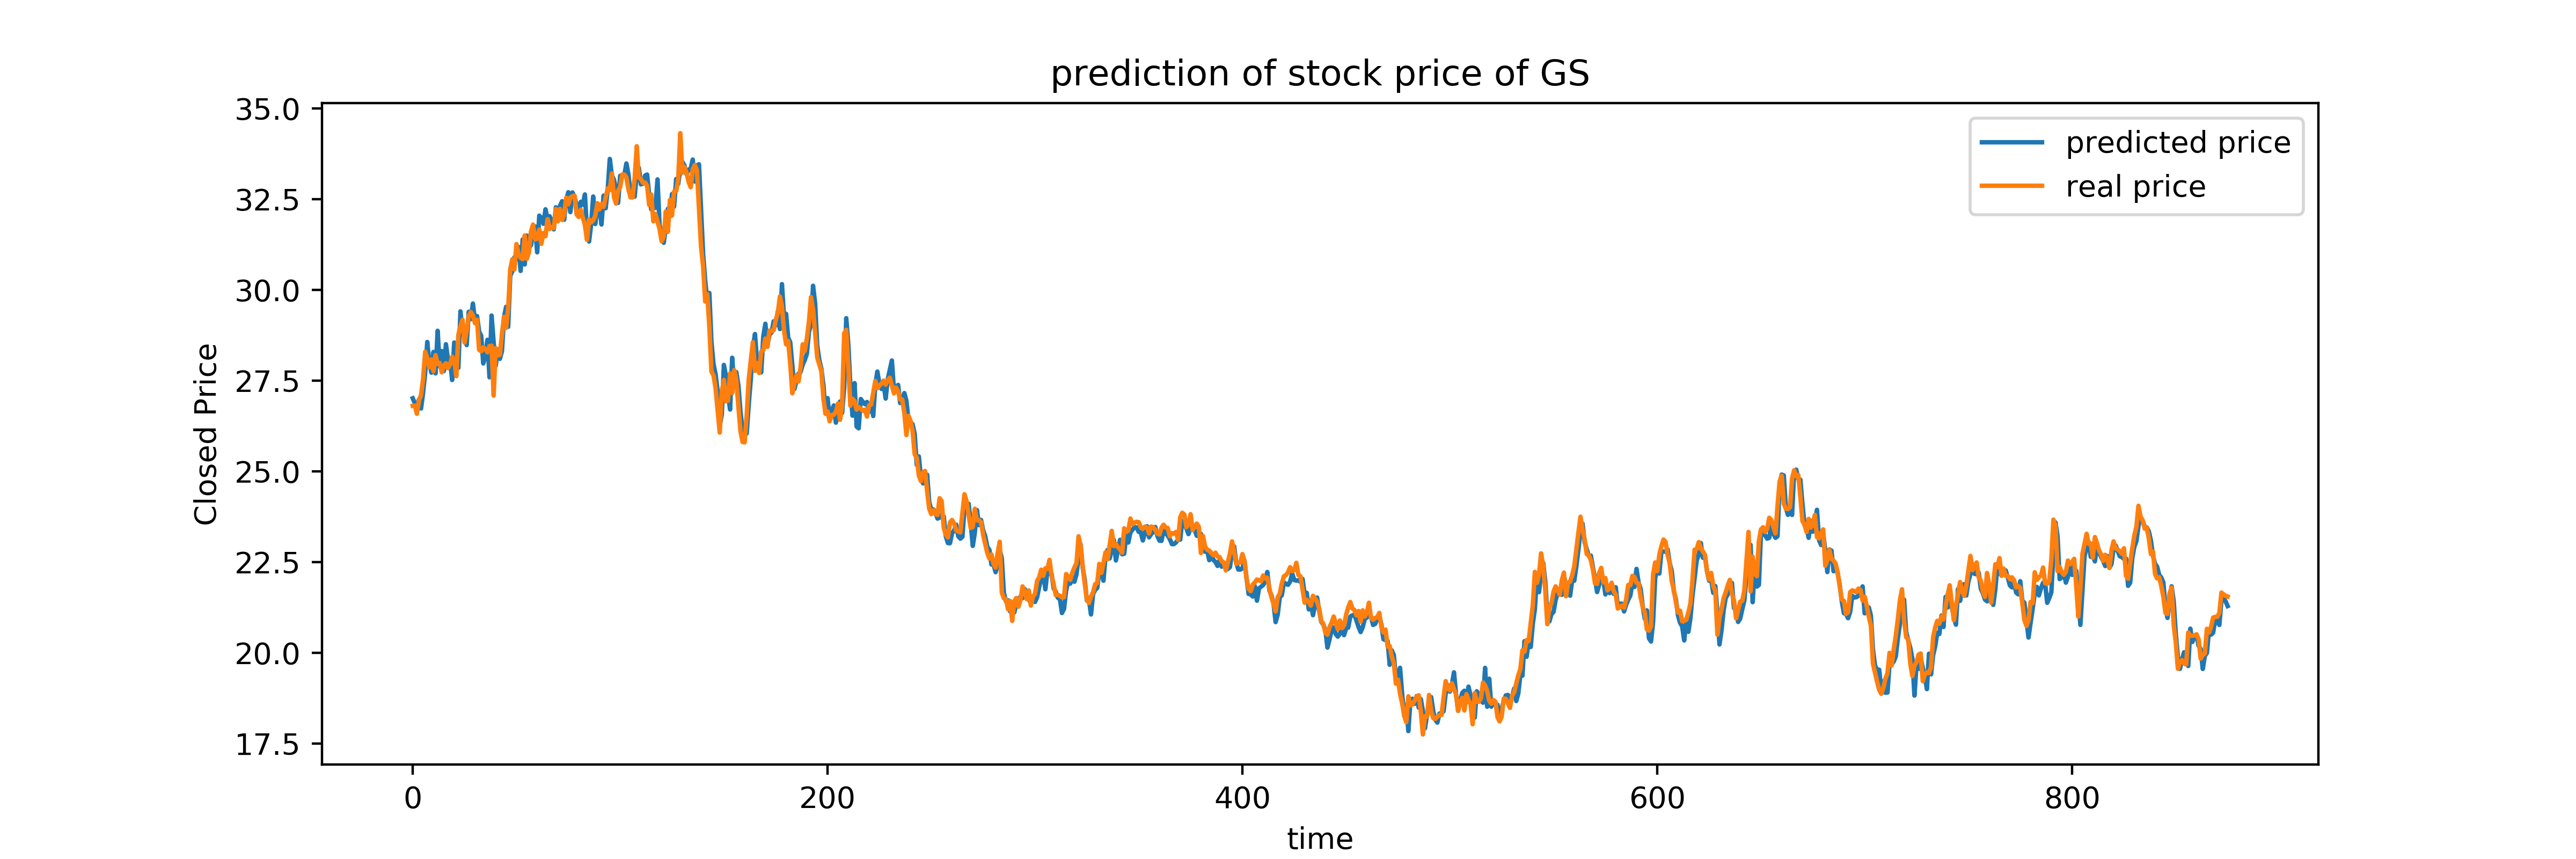 prediction of stock price of GS
predicted price
real price
35.0
32.5
30.0
27.5
25.0
22.5
20.0
17.5
Closed Price
0 200 400 600 800
time